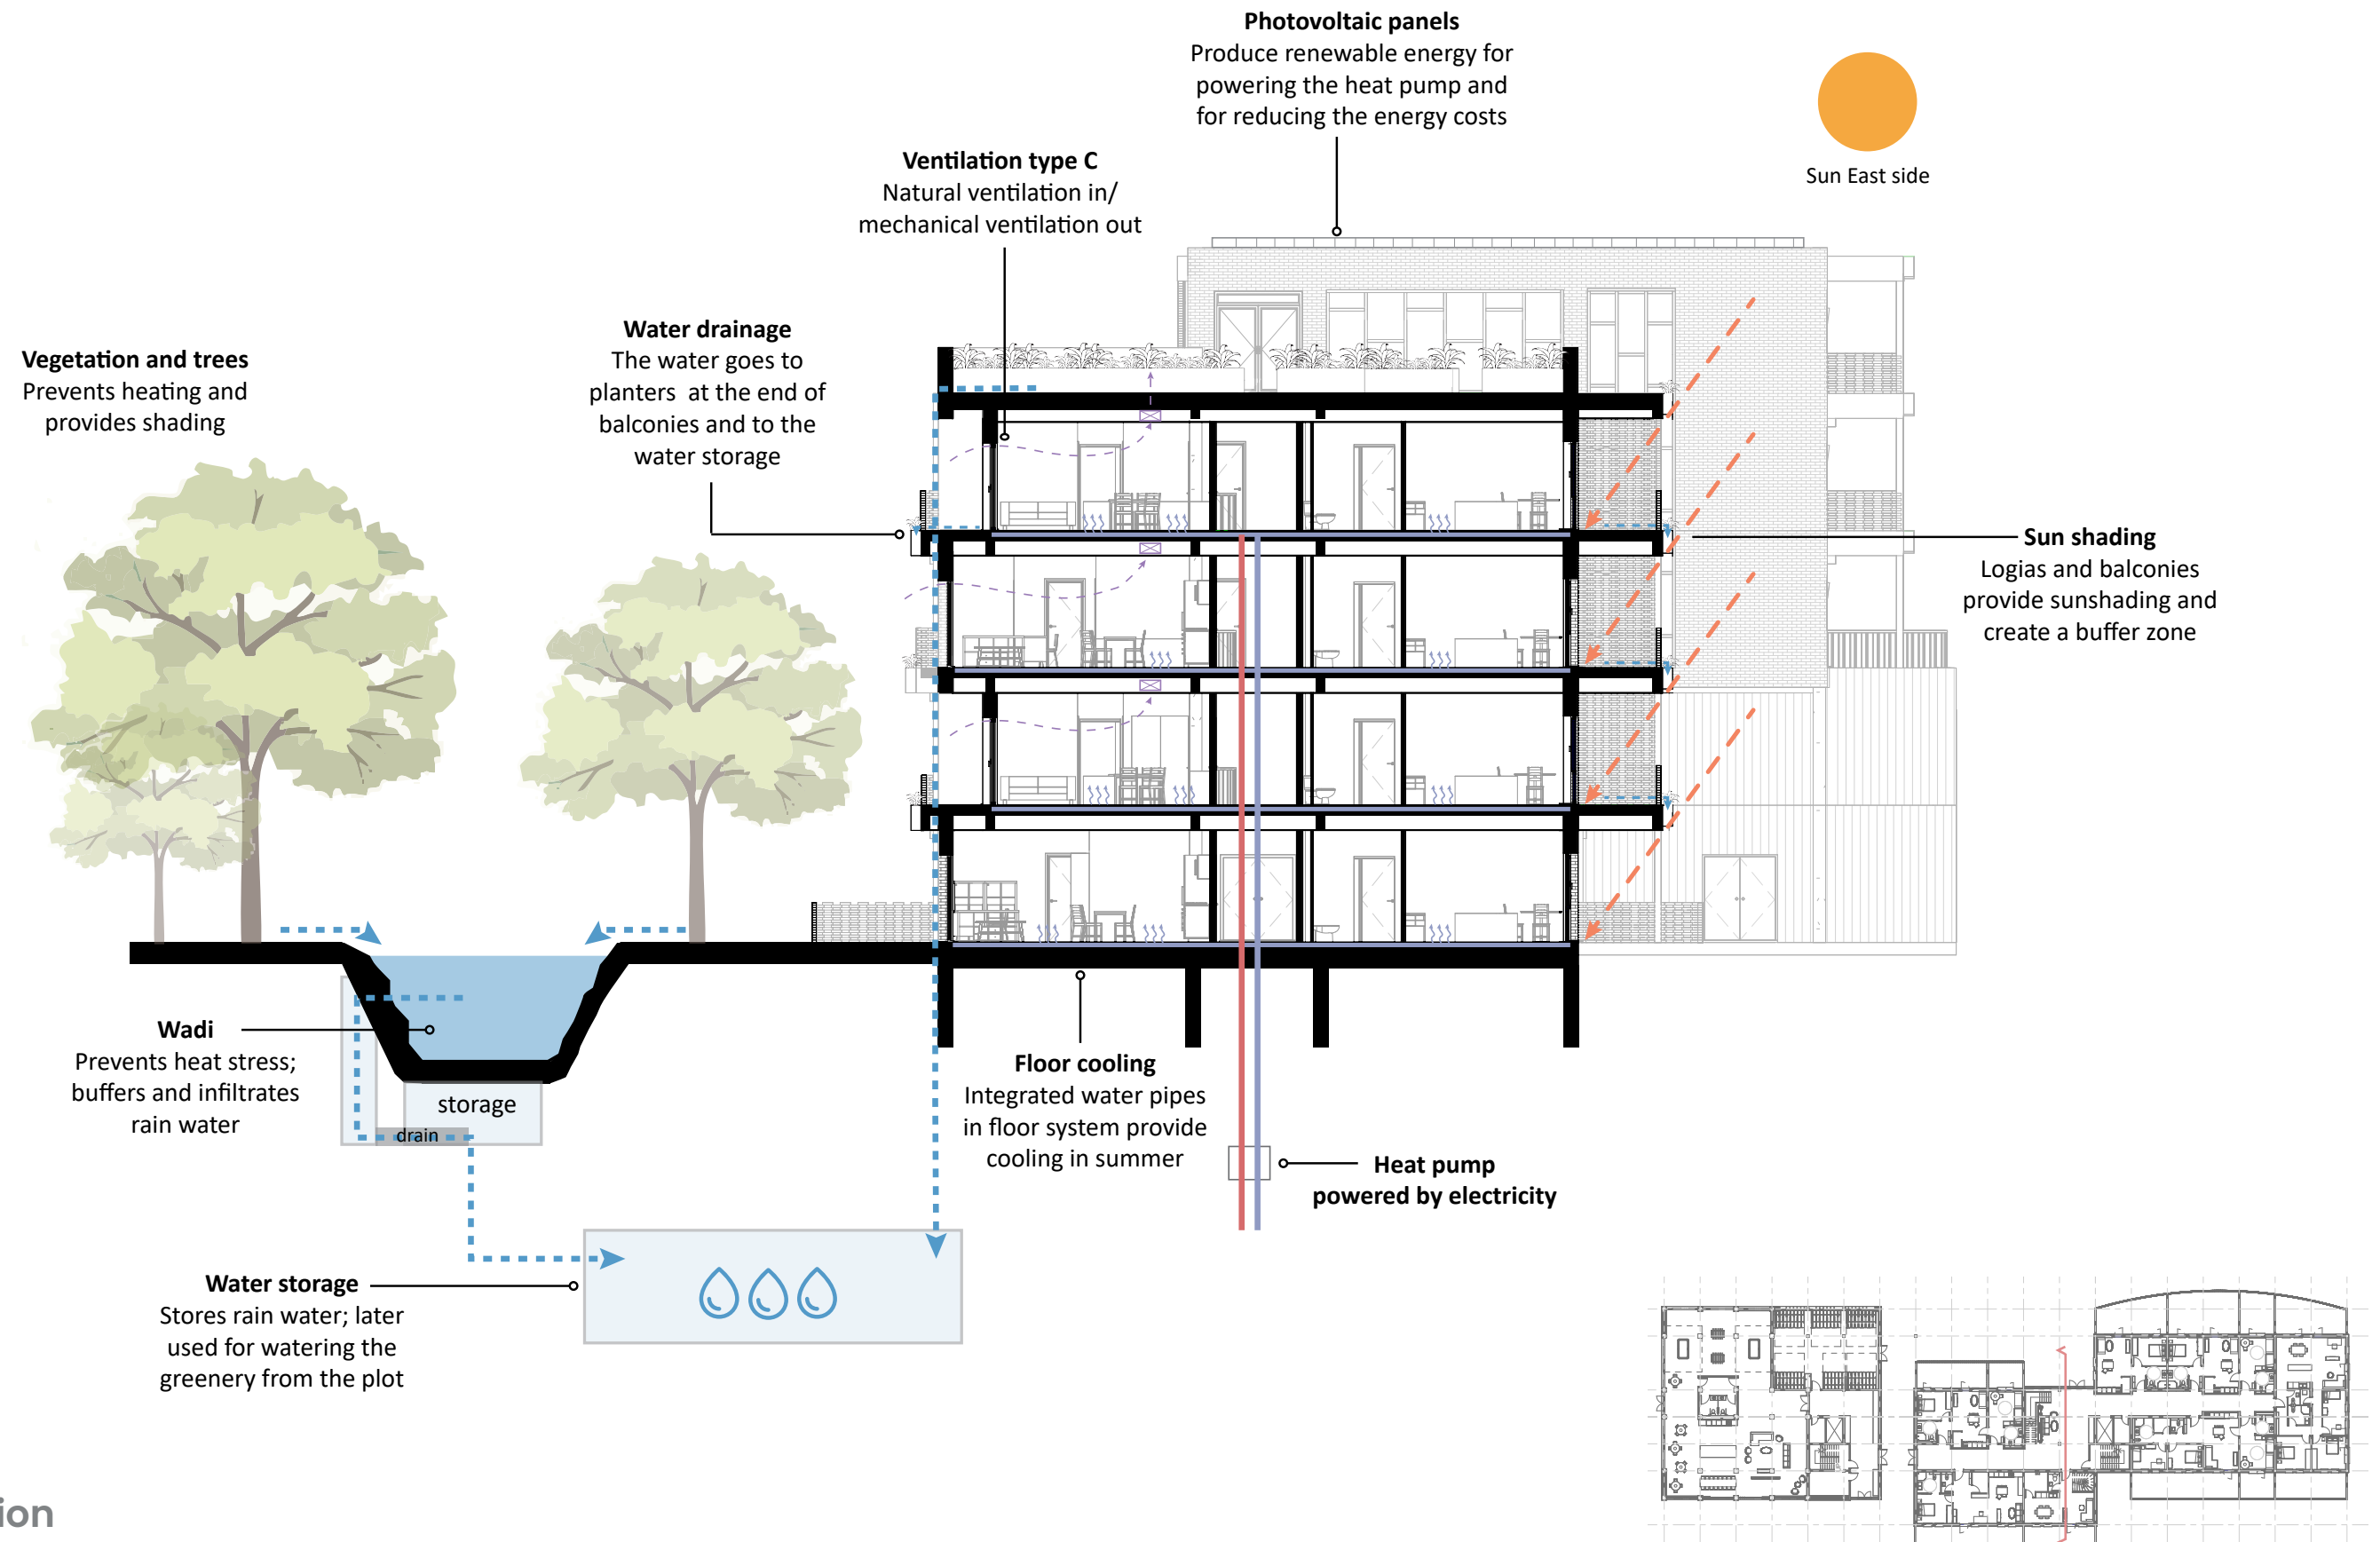 Photovoltaic panels
Produce renewable energy for
powering the heat pump and
for reducing the energy costs
Sun East side
Ventilation type C
Natural ventilation in/
mechanical ventilation out
Water drainage
The water goes to
planters at the end of
balconies and to the
water storage
Vegetation and trees
Prevents heating and
provides shading
Sun shading
Logias and balconies
provide sunshading and
create a buffer zone
Wadi
Prevents heat stress;
buffers and infiltrates
rain water
storage
drain
Floor cooling
Integrated water pipes
in floor system provide
cooling in summer
Heat pump
powered by electricity
Water storage
Stores rain water; later
used for watering the
greenery from the plot
ion